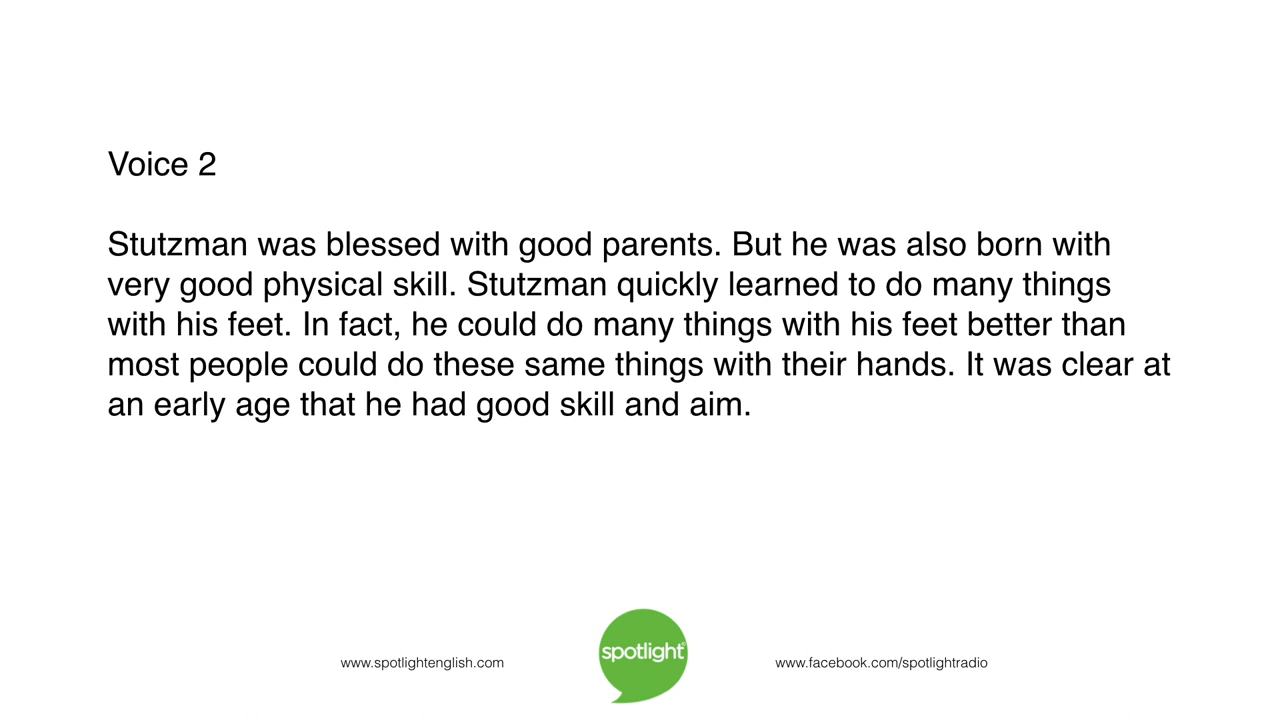 Voice 2
Stutzman was blessed with good parents. But he was also born with
very good physical skill. Stutzman quickly learned to do many things
with his feet. In fact, he could do many things with his feet better than
most people could do these same things with their hands. It was clear at
an early age that he had good skill and aim.
www.spotlightenglish.com
spotlight®
www.facebook.com/spotlightradio